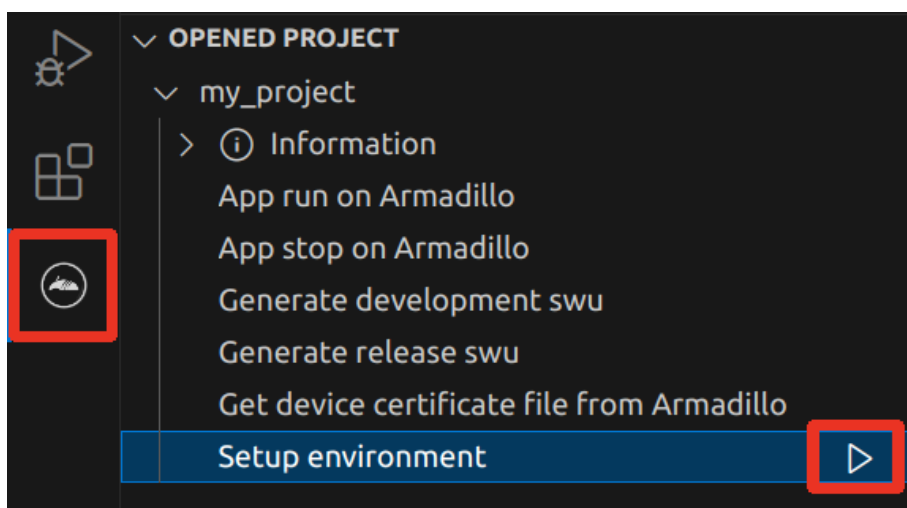 OPENED PROJECT
my_project
Information
App run on Armadillo
App stop on Armadillo
Generate development swu
Generate release swu
Get device certificate file from Armadillo
Setup environment